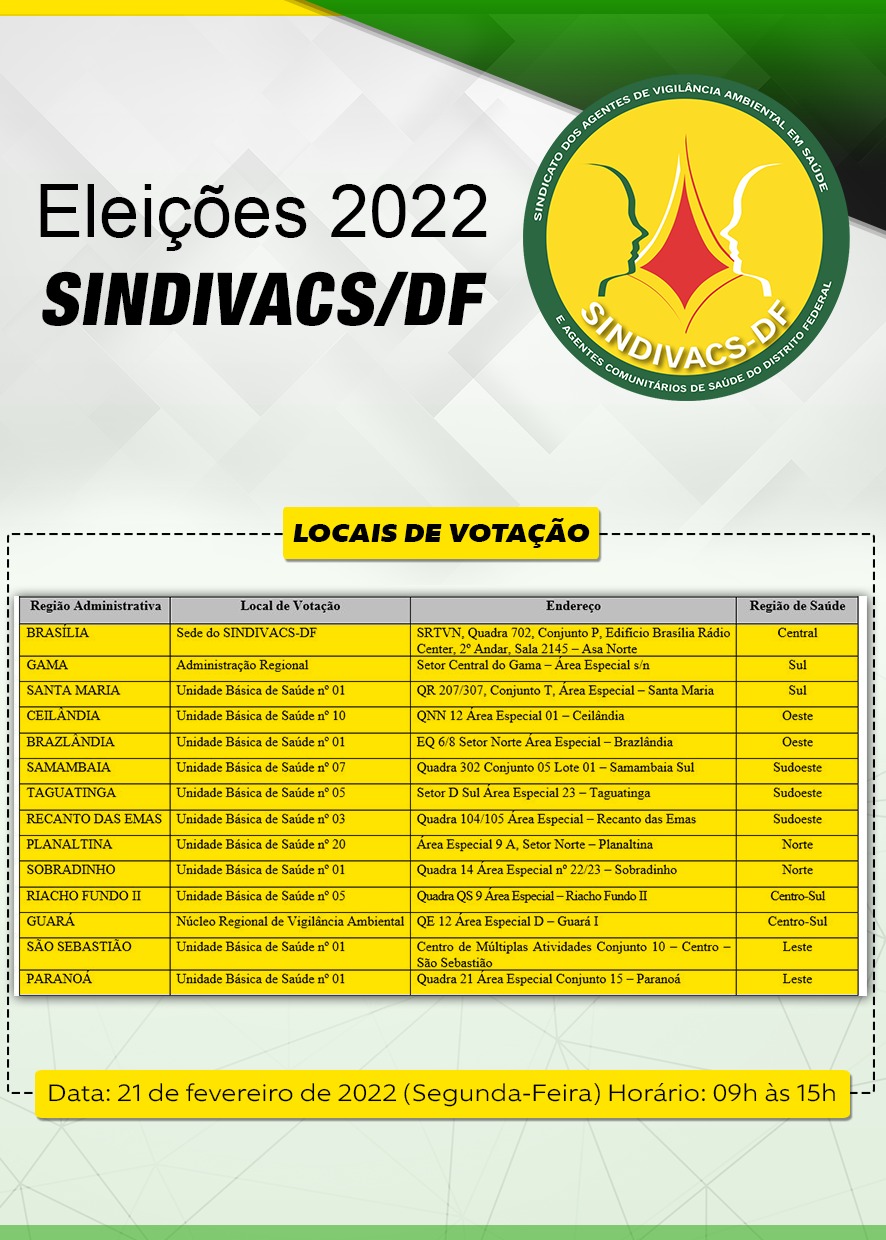 SINDICATO DOS AGENTES DE VIGILÂNCIA AMBIENTAL EM SAÚDE
E AGENTES COMUNITÁRIOS DE SAÚDE DO DISTRITO FEDERAL
SINDIVACS-DF
Eleições 2022
SINDIVACS/DF
LOCAIS DE VOTAÇÃO
Região Administrativa Local de Votação Endereço Região de Saúde
BRASÍLIA Sede do SINDIVACS-DF SRTVN, Quadra 702, Conjunto P, Edifício Brasília Rádio Central
Center, 2º Andar, Sala 2145 – Asa Norte
GAMA Administração Regional Setor Central do Gama – Área Especial s/n Sul
SANTA MARIA Unidade Básica de Saúde nº 01 QR 207/307, Conjunto T, Área Especial – Santa Maria Sul
CEILÂNDIA Unidade Básica de Saúde nº 10 QNN 12 Área Especial 01 – Ceilândia Oeste
BRAZLÂNDIA Unidade Básica de Saúde nº 01 EQ 6/8 Setor Norte Área Especial – Brazlândia Oeste
SAMAMBAIA Unidade Básica de Saúde nº 07 Quadra 302 Conjunto 05 Lote 01 – Samambaia Sul Sudoeste
TAGUATINGA Unidade Básica de Saúde nº 05 Setor D Sul Área Especial 23 – Taguatinga Sudoeste
RECANTO DAS EMAS Unidade Básica de Saúde nº 03 Quadra 104/105 Área Especial – Recanto das Emas Sudoeste
PLANALTINA Unidade Básica de Saúde nº 20 Área Especial 9 A, Setor Norte – Planaltina Norte
SOBRADINHO Unidade Básica de Saúde nº 01 Quadra 14 Área Especial nº 22/23 – Sobradinho Norte
RIACHO FUNDO II Unidade Básica de Saúde nº 05 Quadra QS 9 Área Especial – Riacho Fundo II Centro-Sul
GUARÁ Núcleo Regional de Vigilância Ambiental QE 12 Área Especial D – Guará I Centro-Sul
SÃO SEBASTIÃO Unidade Básica de Saúde nº 01 Centro de Múltiplas Atividades Conjunto 10 – Centro – Leste
São Sebastião
PARANOÁ Unidade Básica de Saúde nº 01 Quadra 21 Área Especial Conjunto 15 – Paranoá Leste
Data: 21 de fevereiro de 2022 (Segunda-Feira) Horário: 09h às 15h